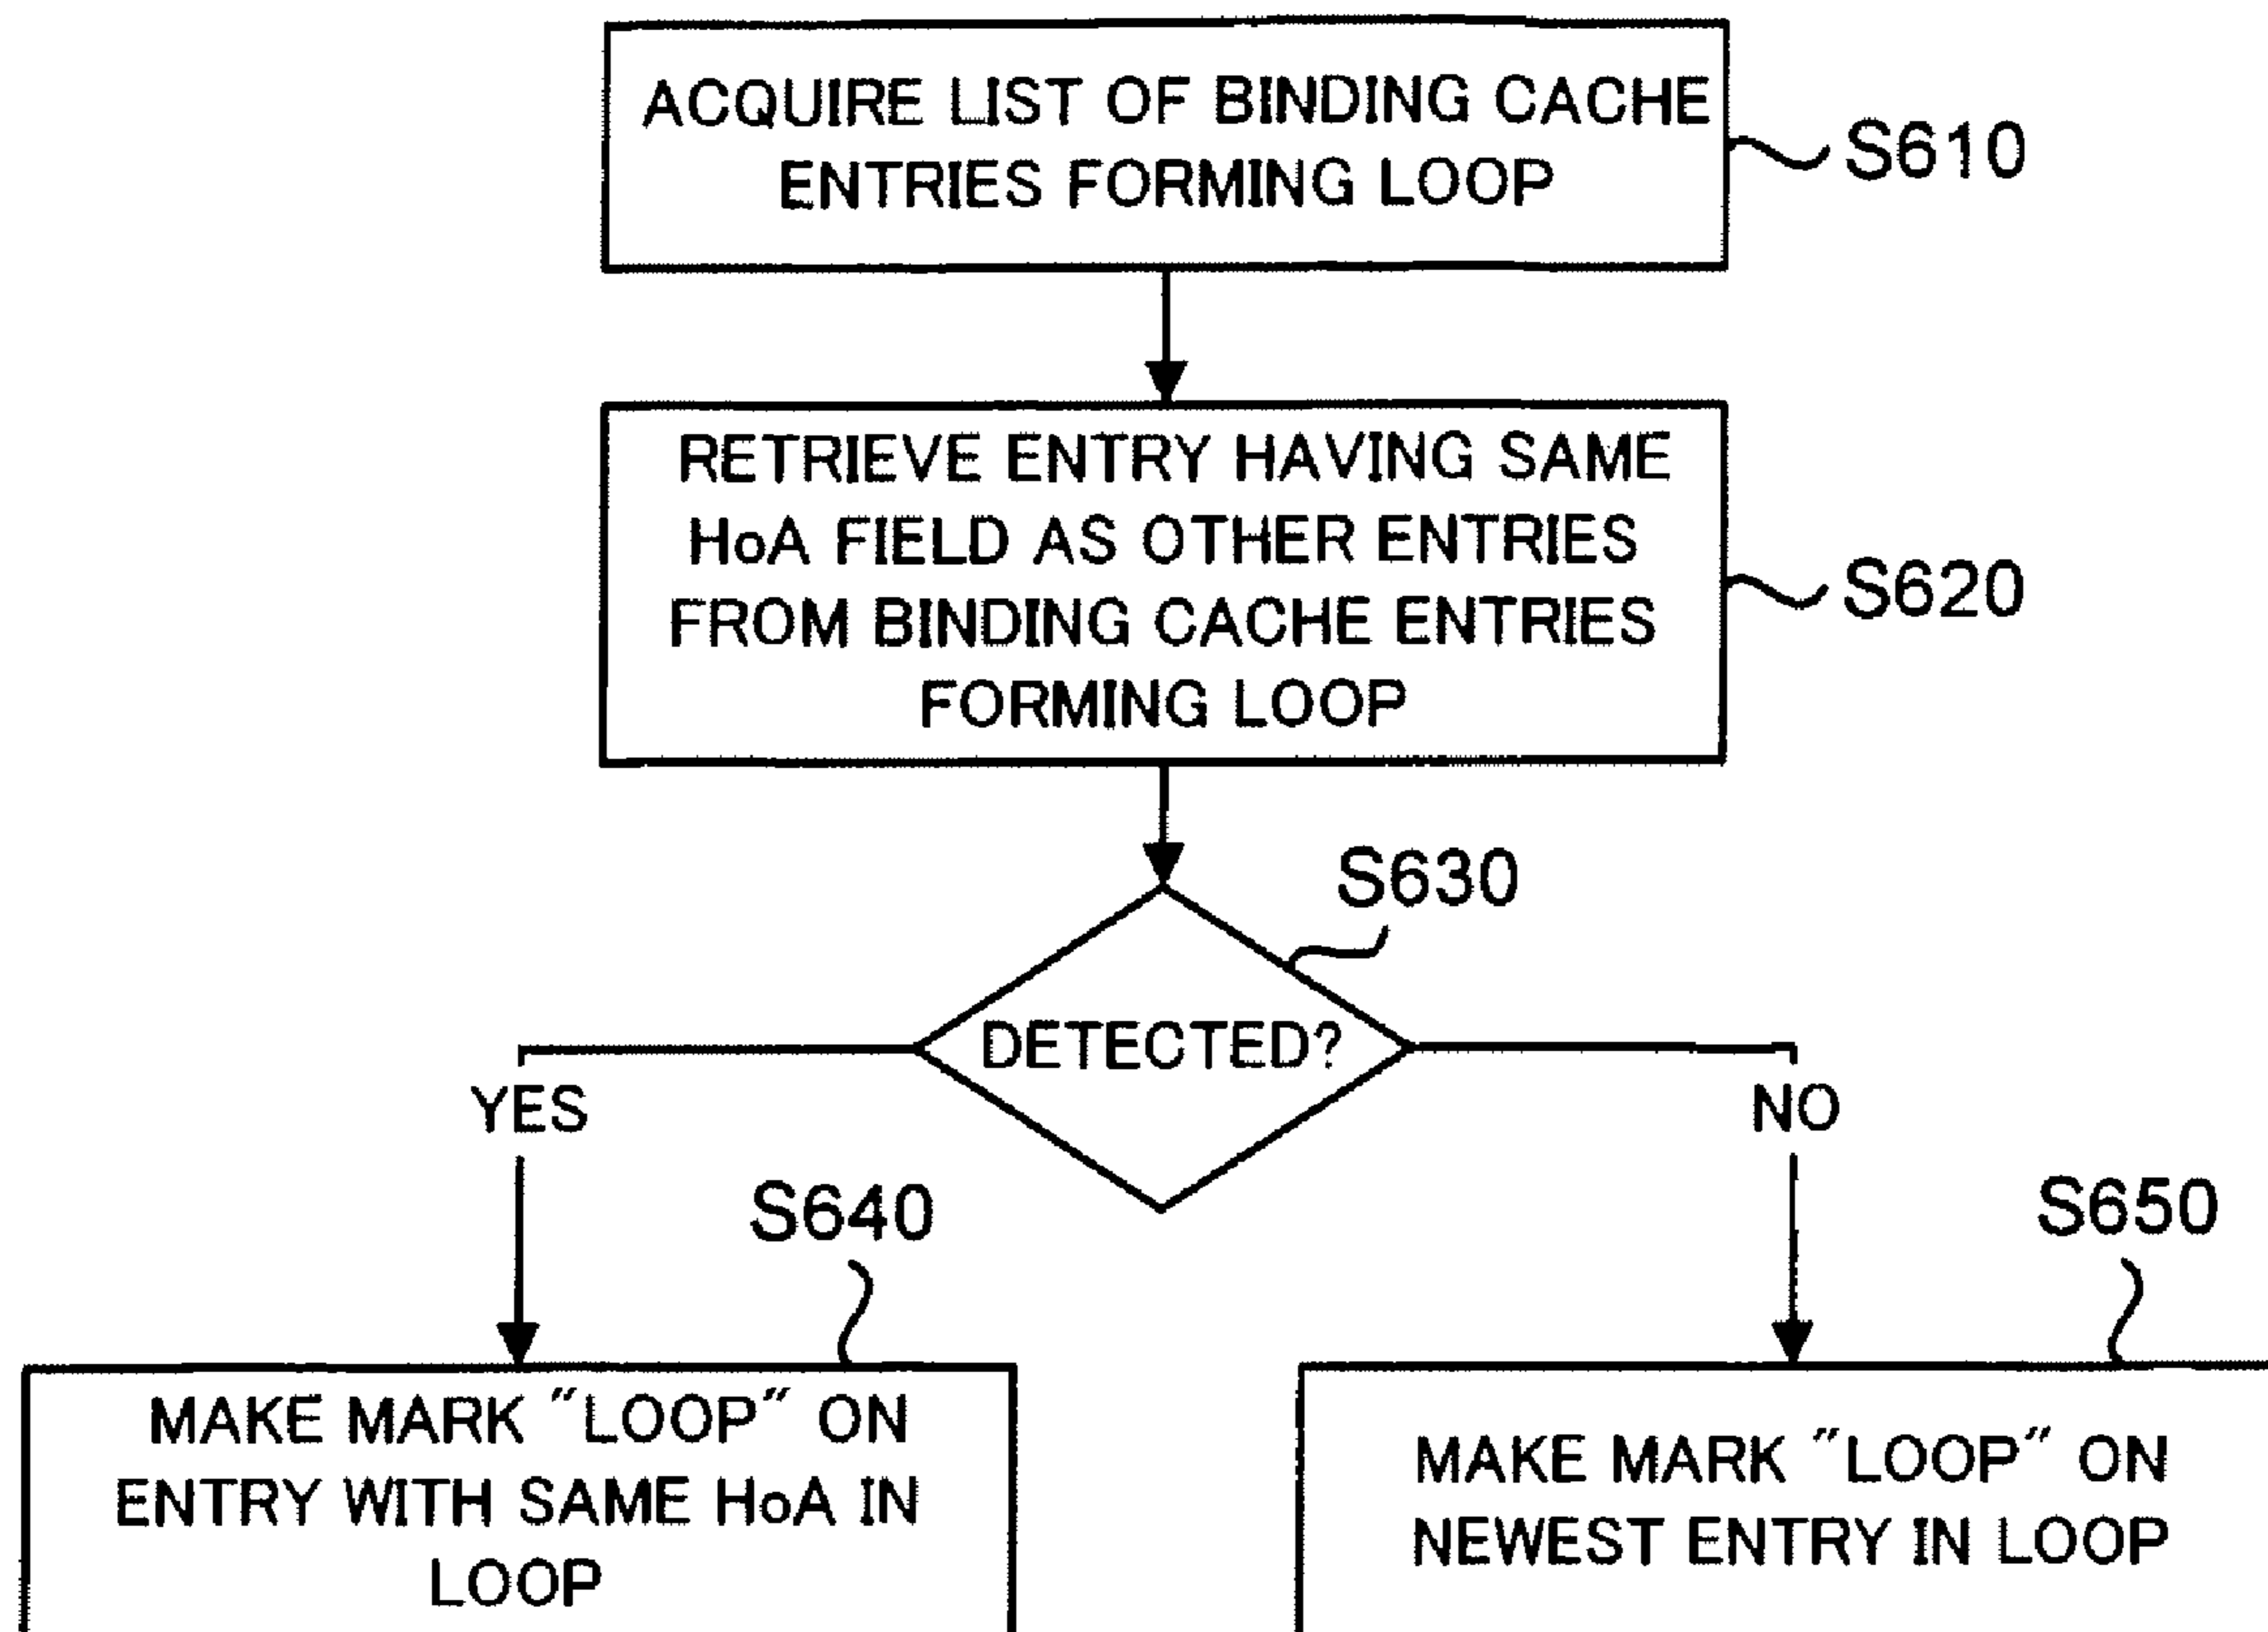 ACQUIRE LIST OF BINDING CACHE
ENTRIES FORMING LOOP
S610
RETRIEVE ENTRY HAVING SAME
HoA FIELD AS OTHER ENTRIES
FROM BINDING CACHE ENTRIES
FORMING LOOP
S620
S630
DETECTED?
YES
NO
S640
S650
MAKE MARK "LOOP" ON
ENTRY WITH SAME HoA IN
LOOP
MAKE MARK "LOOP" ON
NEWEST ENTRY IN LOOP